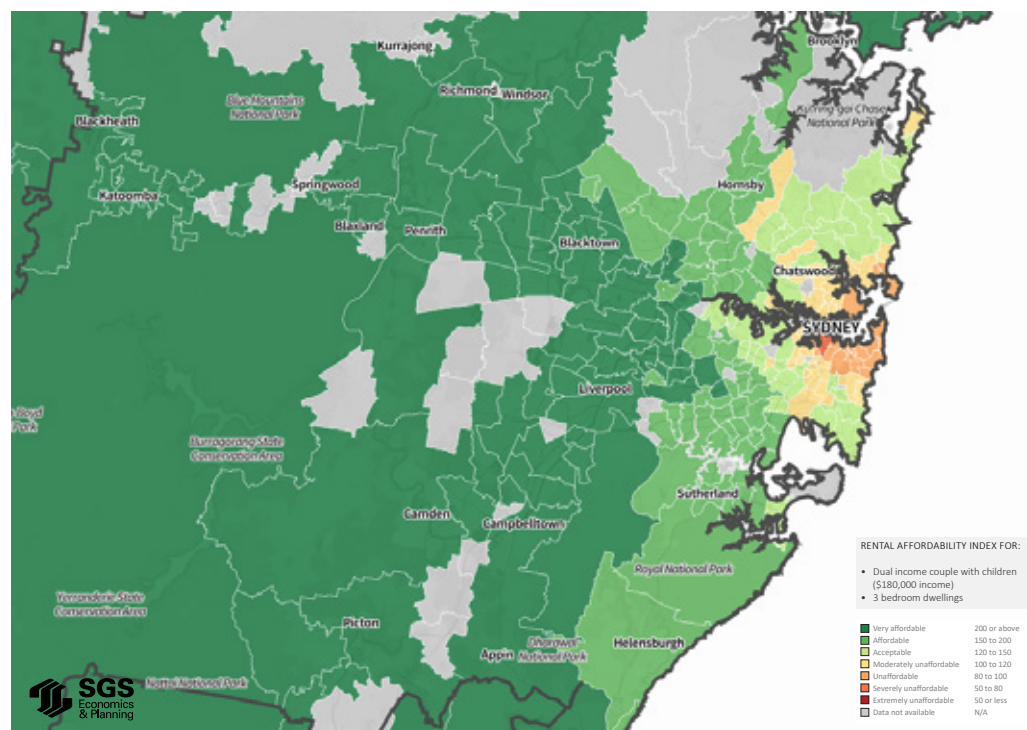 Brooklyn
Kurrajong
Richmond
Windsor
Blue Mountains
National Park
Ku-ring-gai Chase
National Park
Blackheath
Springwood
Hornsby
Katoomba
Blaxland
Penrith
Blacktown
Chatswood
SYDNEY
Liverpool
Boyd
Park
Burragorang State
Conservation Area
Sutherland
Camden
Campbelltown
RENTAL AFFORDABILITY INDEX FOR:
• Dual income couple with children
($180,000 income)
• 3 bedroom dwellings
Royal National Park
Yerranderie State
Conservation Area
Picton
Helensburgh
Dharawal
National Park
Appin
Nattai National Park
SGS
Economics
& Planning
Very affordable 200 or above
Affordable 150 to 200
Acceptable 120 to 150
Moderately unaffordable 100 to 120
Unaffordable 80 to 100
Severely unaffordable 50 to 80
Extremely unaffordable 50 or less
Data not available N/A